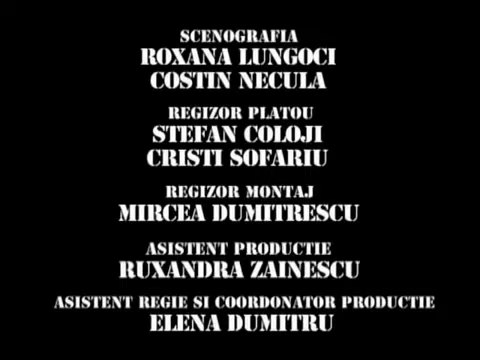 SCENOGRAFIA
ROXANA LUNGOCI
COSTIN NECULA
REGIZOR PLATOU
STEFAN COLOJI
CRISTI SOFARIU
REGIZOR MONTAJ
MIRCEA DUMITRESCU
ASISTENT PRODUCTIE
RUXANDRA ZAINESCU
ASISTENT REGIE SI COORDONATOR PRODUCTIE
ELENA DUMITRU